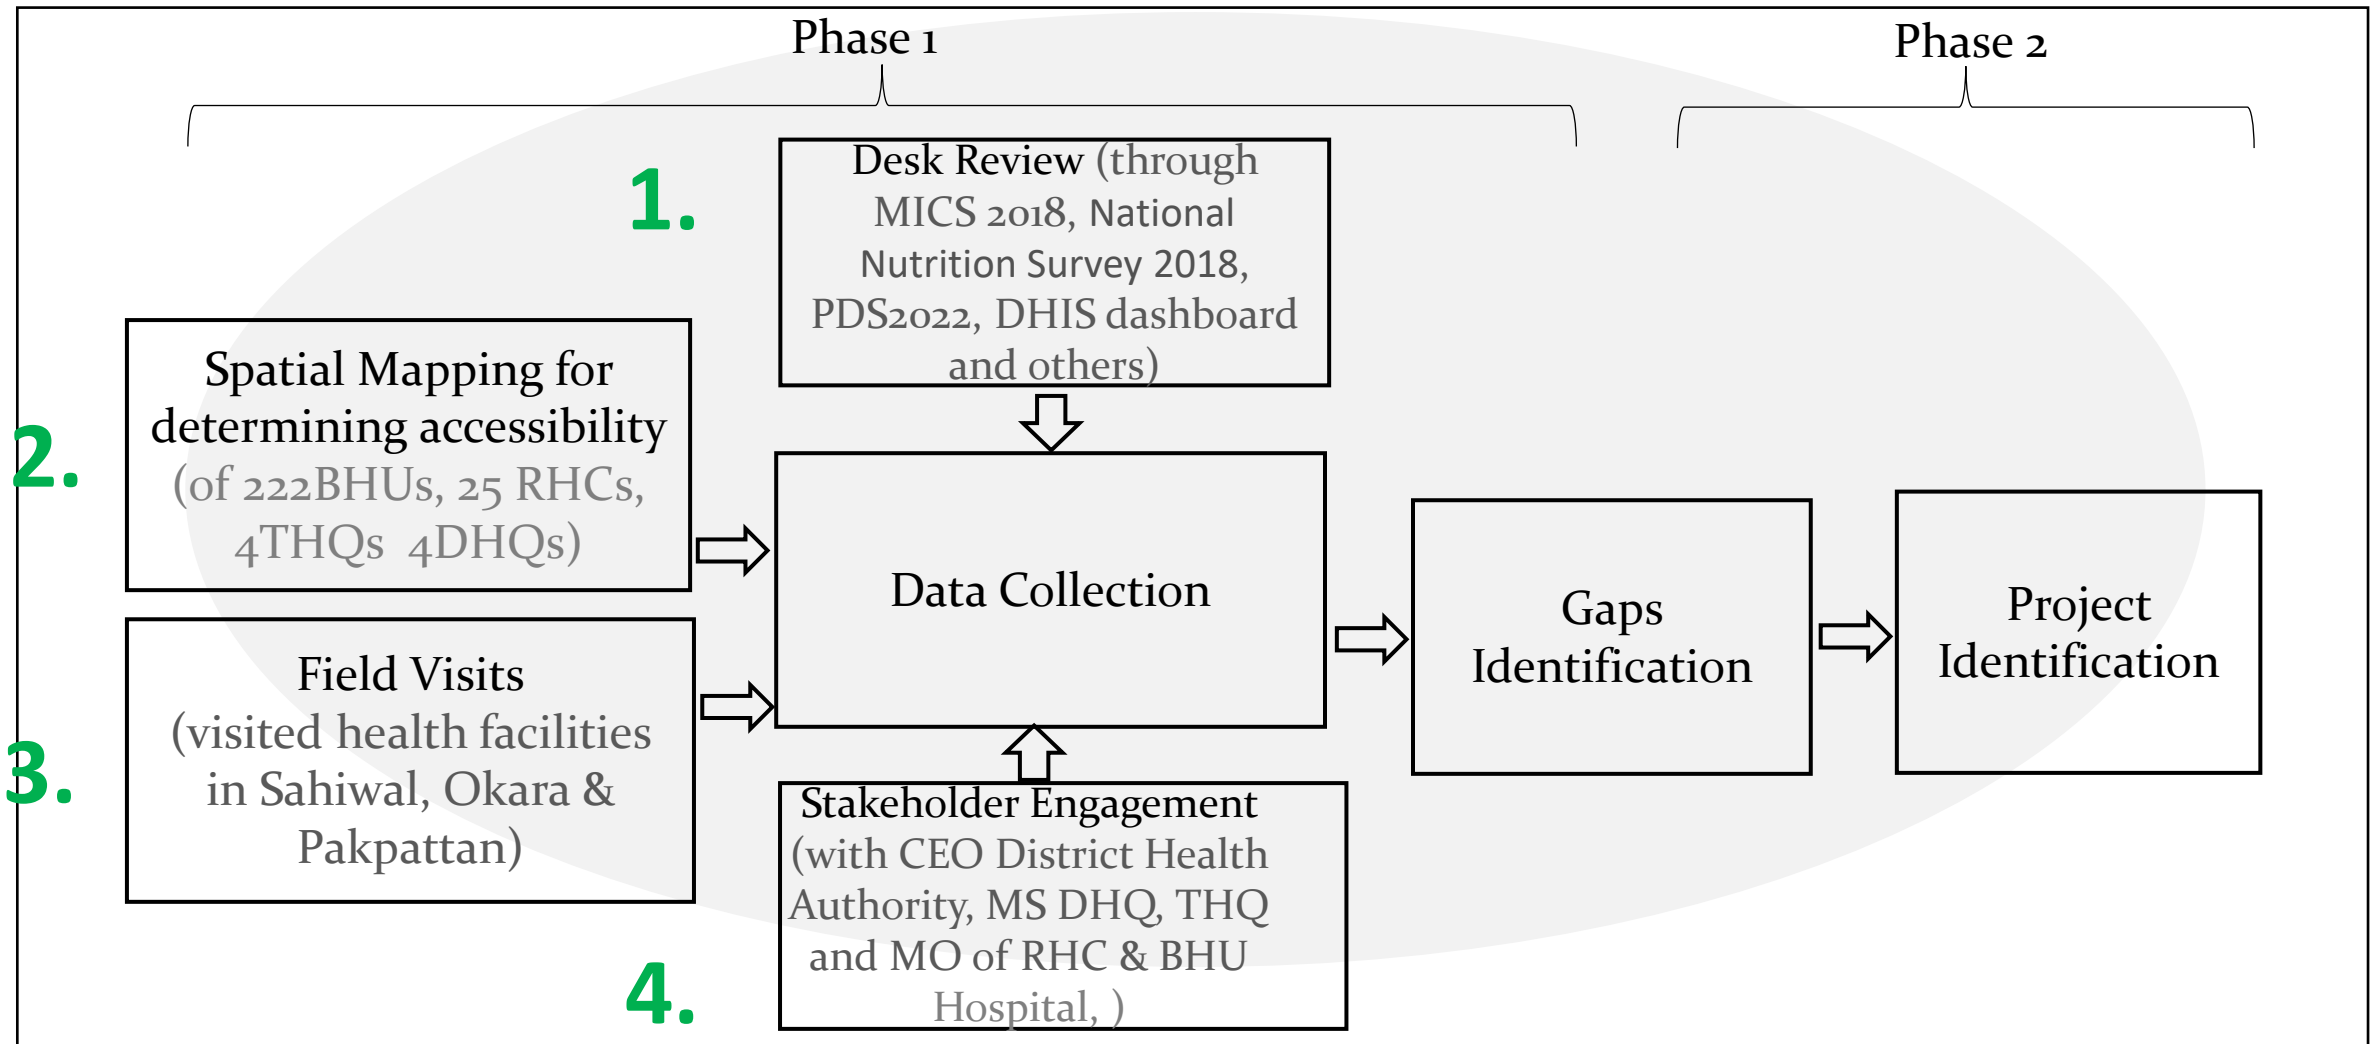 Phase 1
Phase 2
1.
Desk Review (through
MICS 2018, National
Nutrition Survey 2018,
PDS2022, DHIS dashboard
and others)
2.
Spatial Mapping for
determining accessibility
(of 222BHUs, 25 RHCs,
4THQs 4DHQs)
3.
Field Visits
(visited health facilities
in Sahiwal, Okara &
Pakpattan)
Data Collection
4.
Stakeholder Engagement
(with CEO District Health
Authority, MS DHQ, THQ
and MO of RHC & BHU
Hospital, )
Gaps
Identification
Project
Identification